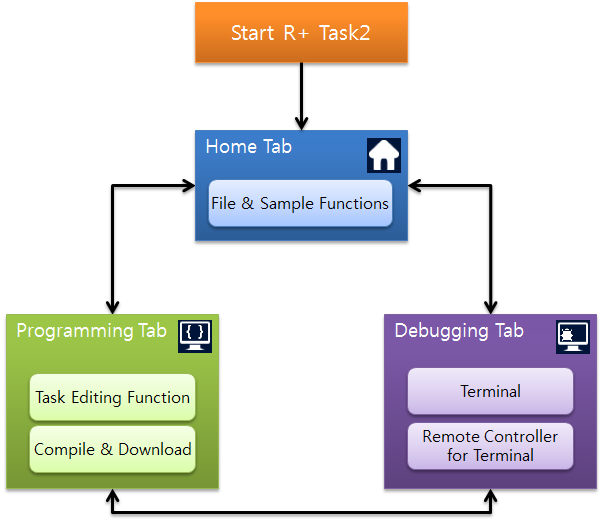 Start R+ Task2
Home Tab
File & Sample Functions
Programming Tab
{ }
Task Editing Function
Compile & Download
Debugging Tab
Terminal
Remote Controller
for Terminal